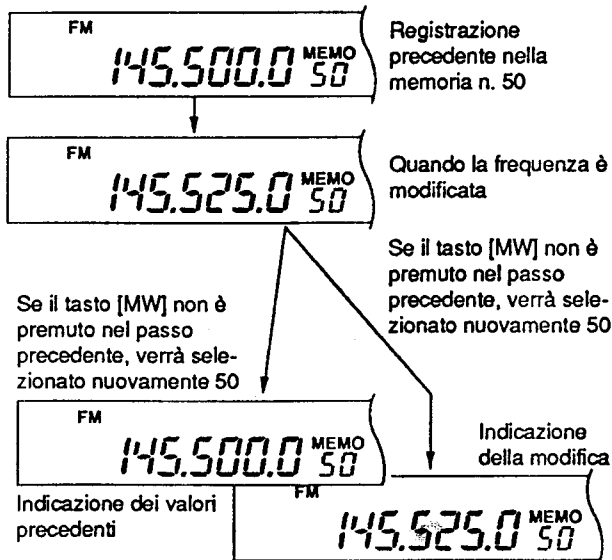 FM
145.500.0 MEMO 50
Registrazione
precedente nella
memoria n. 50
FM
145.525.0 MEMO 50
Quando la frequenza è
modificata
Se il tasto [MW] non è
premuto nel passo
precedente, verrà sele-
zionato nuovamente 50
Se il tasto [MW] non è
premuto nel passo
precedente, verrà sele-
zionato nuovamente 50
FM
145.500.0 MEMO 50
Indicazione dei valori
precedenti
Indicazione
della modifica
FM
145.525.0 MEMO 50